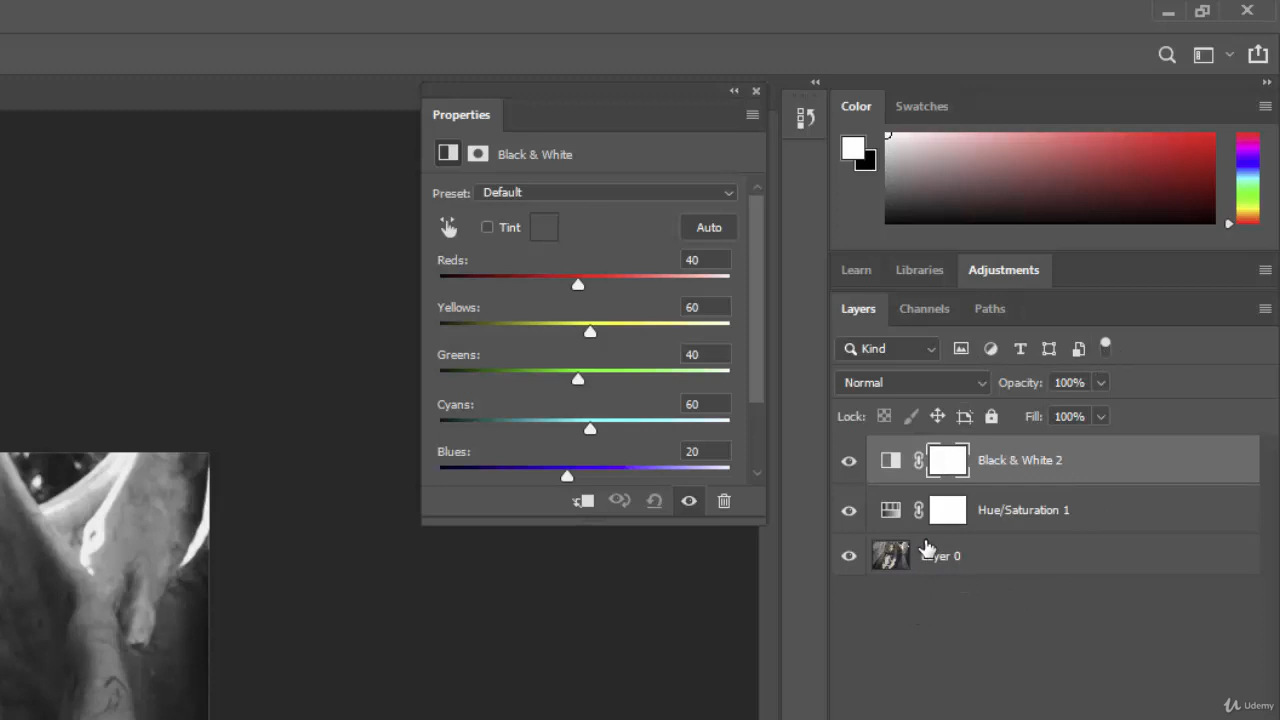 Properties
Black & White
Preset: Default
Tint
Auto
Reds: 40
Yellows: 60
Greens: 40
Cyans: 60
Blues: 20
Color Swatches
Learn Libraries Adjustments
Layers Channels Paths
Kind
Normal Opacity: 100%
Lock: Fill: 100%
Black & White 2
Hue/Saturation 1
0
Udemy